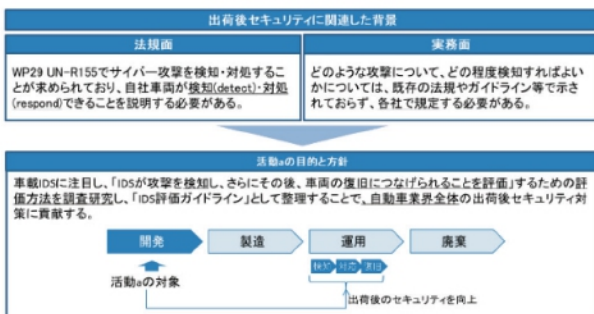 出荷後セキュリティに関連した背景
法規面
WP29 UN-R155でサイバー攻撃を検知・対処するこ
とが求められており、自社車両が検知(detect)・対処
(respond)できることを説明する必要がある。
実務面
どのような攻撃について、どの程度検知すればよい
かについては、既存の法規やガイドライン等で示さ
れておらず、各社で規定する必要がある。
活動aの目的と方針
車載IDSに注目し、「IDSが攻撃を検知し、さらにその後、車両の復旧につなげられることを評価」するための評
価方法を調査研究し、「IDS評価ガイドライン」として整理することで、自動車業界全体の出荷後セキュリティ対
策に貢献する。
開発
製造
運用
廃棄
検知
対応
復旧
活動aの対象
出荷後のセキュリティを向上